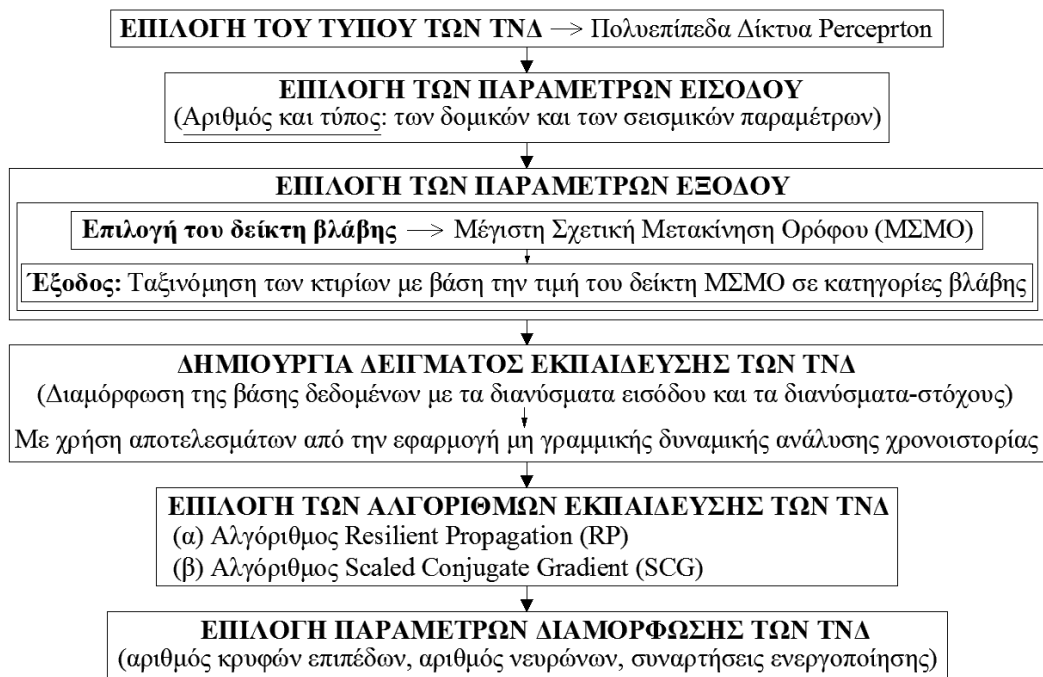 ΕΠΙΛΟΓΗ ΤΟΥ ΤΥΠΟΥ ΤΩΝ ΤΝΔ → Πολυεπίπεδα Δίκτυα Perceprton
ΕΠΙΛΟΓΗ ΤΩΝ ΠΑΡΑΜΕΤΡΩΝ ΕΙΣΟΔΟΥ
(Αριθμός και τύπος: των δομικών και των σεισμικών παραμέτρων)
ΕΠΙΛΟΓΗ ΤΩΝ ΠΑΡΑΜΕΤΡΩΝ ΕΞΟΔΟΥ
Επιλογή του δείκτη βλάβης → Μέγιστη Σχετική Μετακίνηση Ορόφου (ΜΣΜΟ)
Έξοδος: Ταξινόμηση των κτιρίων με βάση την τιμή του δείκτη ΜΣΜΟ σε κατηγορίες βλάβης
ΔΗΜΙΟΥΡΓΙΑ ΔΕΙΓΜΑΤΟΣ ΕΚΠΑΙΔΕΥΣΗΣ ΤΩΝ ΤΝΔ
(Διαμόρφωση της βάσης δεδομένων με τα διανύσματα εισόδου και τα διανύσματα-στόχους)
Με χρήση αποτελεσμάτων από την εφαρμογή μη γραμμικής δυναμικής ανάλυσης χρονοιστορίας
ΕΠΙΛΟΓΗ ΤΩΝ ΑΛΓΟΡΙΘΜΩΝ ΕΚΠΑΙΔΕΥΣΗΣ ΤΩΝ ΤΝΔ
(α) Αλγόριθμος Resilient Propagation (RP)
(β) Αλγόριθμος Scaled Conjugate Gradient (SCG)
ΕΠΙΛΟΓΗ ΠΑΡΑΜΕΤΡΩΝ ΔΙΑΜΟΡΦΩΣΗΣ ΤΩΝ ΤΝΔ
(αριθμός κρυφών επιπέδων, αριθμός νευρώνων, συναρτήσεις ενεργοποίησης)